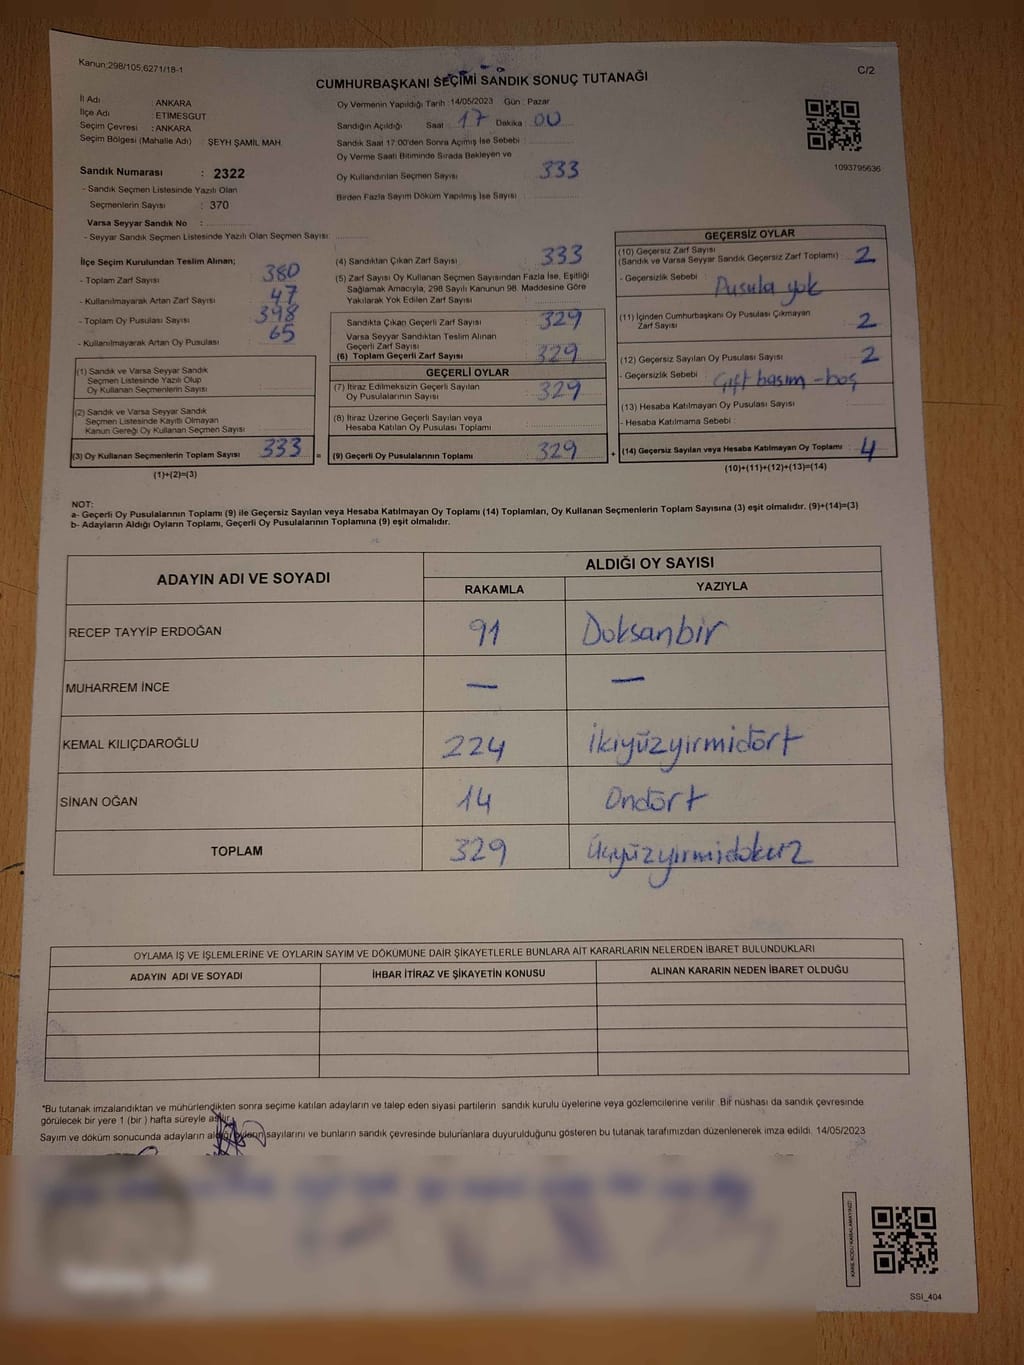 Kanun;298/105,6271/18-1
C/2
CUMHURBAŞKANI SEÇİMİ SANDIK SONUÇ TUTANAĞI
İl Adı : ANKARA
İlçe Adı : ETİMESGUT
Seçim Çevresi : ANKARA
Seçim Bölgesi (Mahalle Adı) : ŞEYH ŞAMİL MAH.
Sandık Numarası : 2322
- Sandık Seçmen Listesinde Yazılı Olan
Seçmenlerin Sayısı : 370
Varsa Seyyar Sandık No :
- Seyyar Sandık Seçmen Listesinde Yazılı Olan Seçmen Sayısı:
Oy Vermenin Yapıldığı Tarih :14/05/2023 Gün : Pazar
Sandığın Açıldığı Saat : 17 Dakika : 00
Sandık Saat 17:00'den Sonra Açımış İse Sebebi :
Oy Verme Saati Bitiminde Sırada Bekleyen ve
Oy Kullandırılan Seçmen Sayısı : 333
Birden Fazla Sayım Döküm Yapılmış İse Sayısı :
1093795636
İlçe Seçim Kurulundan Teslim Alınan;
- Toplam Zarf Sayısı : 380
- Kullanılmayarak Artan Zarf Sayısı : 47
- Toplam Oy Pusulası Sayısı : 398
- Kullanılmayarak Artan Oy Pusulası : 65
(1) Sandık ve Varsa Seyyar Sandık
Seçmen Listesinde Yazılı Olup
Oy Kullanan Seçmenlerin Sayısı :
(2) Sandık ve Varsa Seyyar Sandık
Seçmen Listesinde Kayıtlı Olmayan
Kanun Gereği Oy Kullanan Seçmen Sayısı :
(3) Oy Kullanan Seçmenlerin Toplam Sayısı : 333 =
(1)+(2)=(3)
(4) Sandıktan Çıkan Zarf Sayısı : 333
(5) Zarf Sayısı Oy Kullanan Seçmen Sayısından Fazla İse, Eşitliği
Sağlamak Amacıyla, 298 Sayılı Kanunun 98. Maddesine Göre
Yakılarak Yok Edilen Zarf Sayısı :
Sandıkta Çıkan Geçerli Zarf Sayısı : 329
Varsa Seyyar Sandıktan Teslim Alınan
Geçerli Zarf Sayısı :
(6) Toplam Geçerli Zarf Sayısı : 329
GEÇERLİ OYLAR
(7) İtiraz Edilmeksizin Geçerli Sayılan
Oy Pusulalarının Sayısı : 329
(8) İtiraz Üzerine Geçerli Sayılan veya
Hesaba Katılan Oy Pusulası Toplamı :
(9) Geçerli Oy Pusulalarının Toplamı : 329 +
GEÇERSİZ OYLAR
(10) Geçersiz Zarf Sayısı
(Sandık ve Varsa Seyyar Sandık Geçersiz Zarf Toplamı) : 2
- Geçersizlik Sebebi : Pusula yok
(11) İçinden Cumhurbaşkanı Oy Pusulası Çıkmayan
Zarf Sayısı : 2
(12) Geçersiz Sayılan Oy Pusulası Sayısı : 2
- Geçersizlik Sebebi : Çift basım - boş
(13) Hesaba Katılmayan Oy Pusulası Sayısı :
- Hesaba Katılmama Sebebi :
(14) Geçersiz Sayılan veya Hesaba Katılmayan Oy Toplamı : 4
(10)+(11)+(12)+(13)=(14)
NOT:
a- Geçerli Oy Pusulalarının Toplamı (9) ile Geçersiz Sayılan veya Hesaba Katılmayan Oy Toplamı (14) Toplamları, Oy Kullanan Seçmenlerin Toplam Sayısına (3) eşit olmalıdır. (9)+(14)=(3)
b- Adayların Aldığı Oyların Toplamı, Geçerli Oy Pusulalarının Toplamına (9) eşit olmalıdır.
ADAYIN ADI VE SOYADI
ALDIĞI OY SAYISI
RAKAMLA YAZIYLA
RECEP TAYYİP ERDOĞAN 91 Doksanbir
MUHARREM İNCE — —
KEMAL KILIÇDAROĞLU 224 İkiyüzyirmidört
SİNAN OĞAN 14 Ondört
TOPLAM 329 Üçyüzyirmidokuz
OYLAMA İŞ VE İŞLEMLERİNE VE OYLARIN SAYIM VE DÖKÜMÜNE DAİR ŞİKAYETLERLE BUNLARA AİT KARARLARIN NELERDEN İBARET BULUNDUKLARI
ADAYIN ADI VE SOYADI İHBAR İTİRAZ VE ŞİKAYETİN KONUSU ALINAN KARARIN NEDEN İBARET OLDUĞU
*Bu tutanak imzalandıktan ve mühürlendikten sonra seçime katılan adayların ve talep eden siyasi partilerin sandık kurulu üyelerine veya gözlemcilerine verilir. Bir nüshası da sandık çevresinde
görülecek bir yere 1 (bir ) hafta süreyle asılır.
Sayım ve döküm sonucunda adayların aldığı oyların sayılarını ve bunların sandık çevresinde bulunanlara duyurulduğunu gösteren bu tutanak tarafımızdan düzenlenerek imza edildi. 14/05/2023
SSI_404